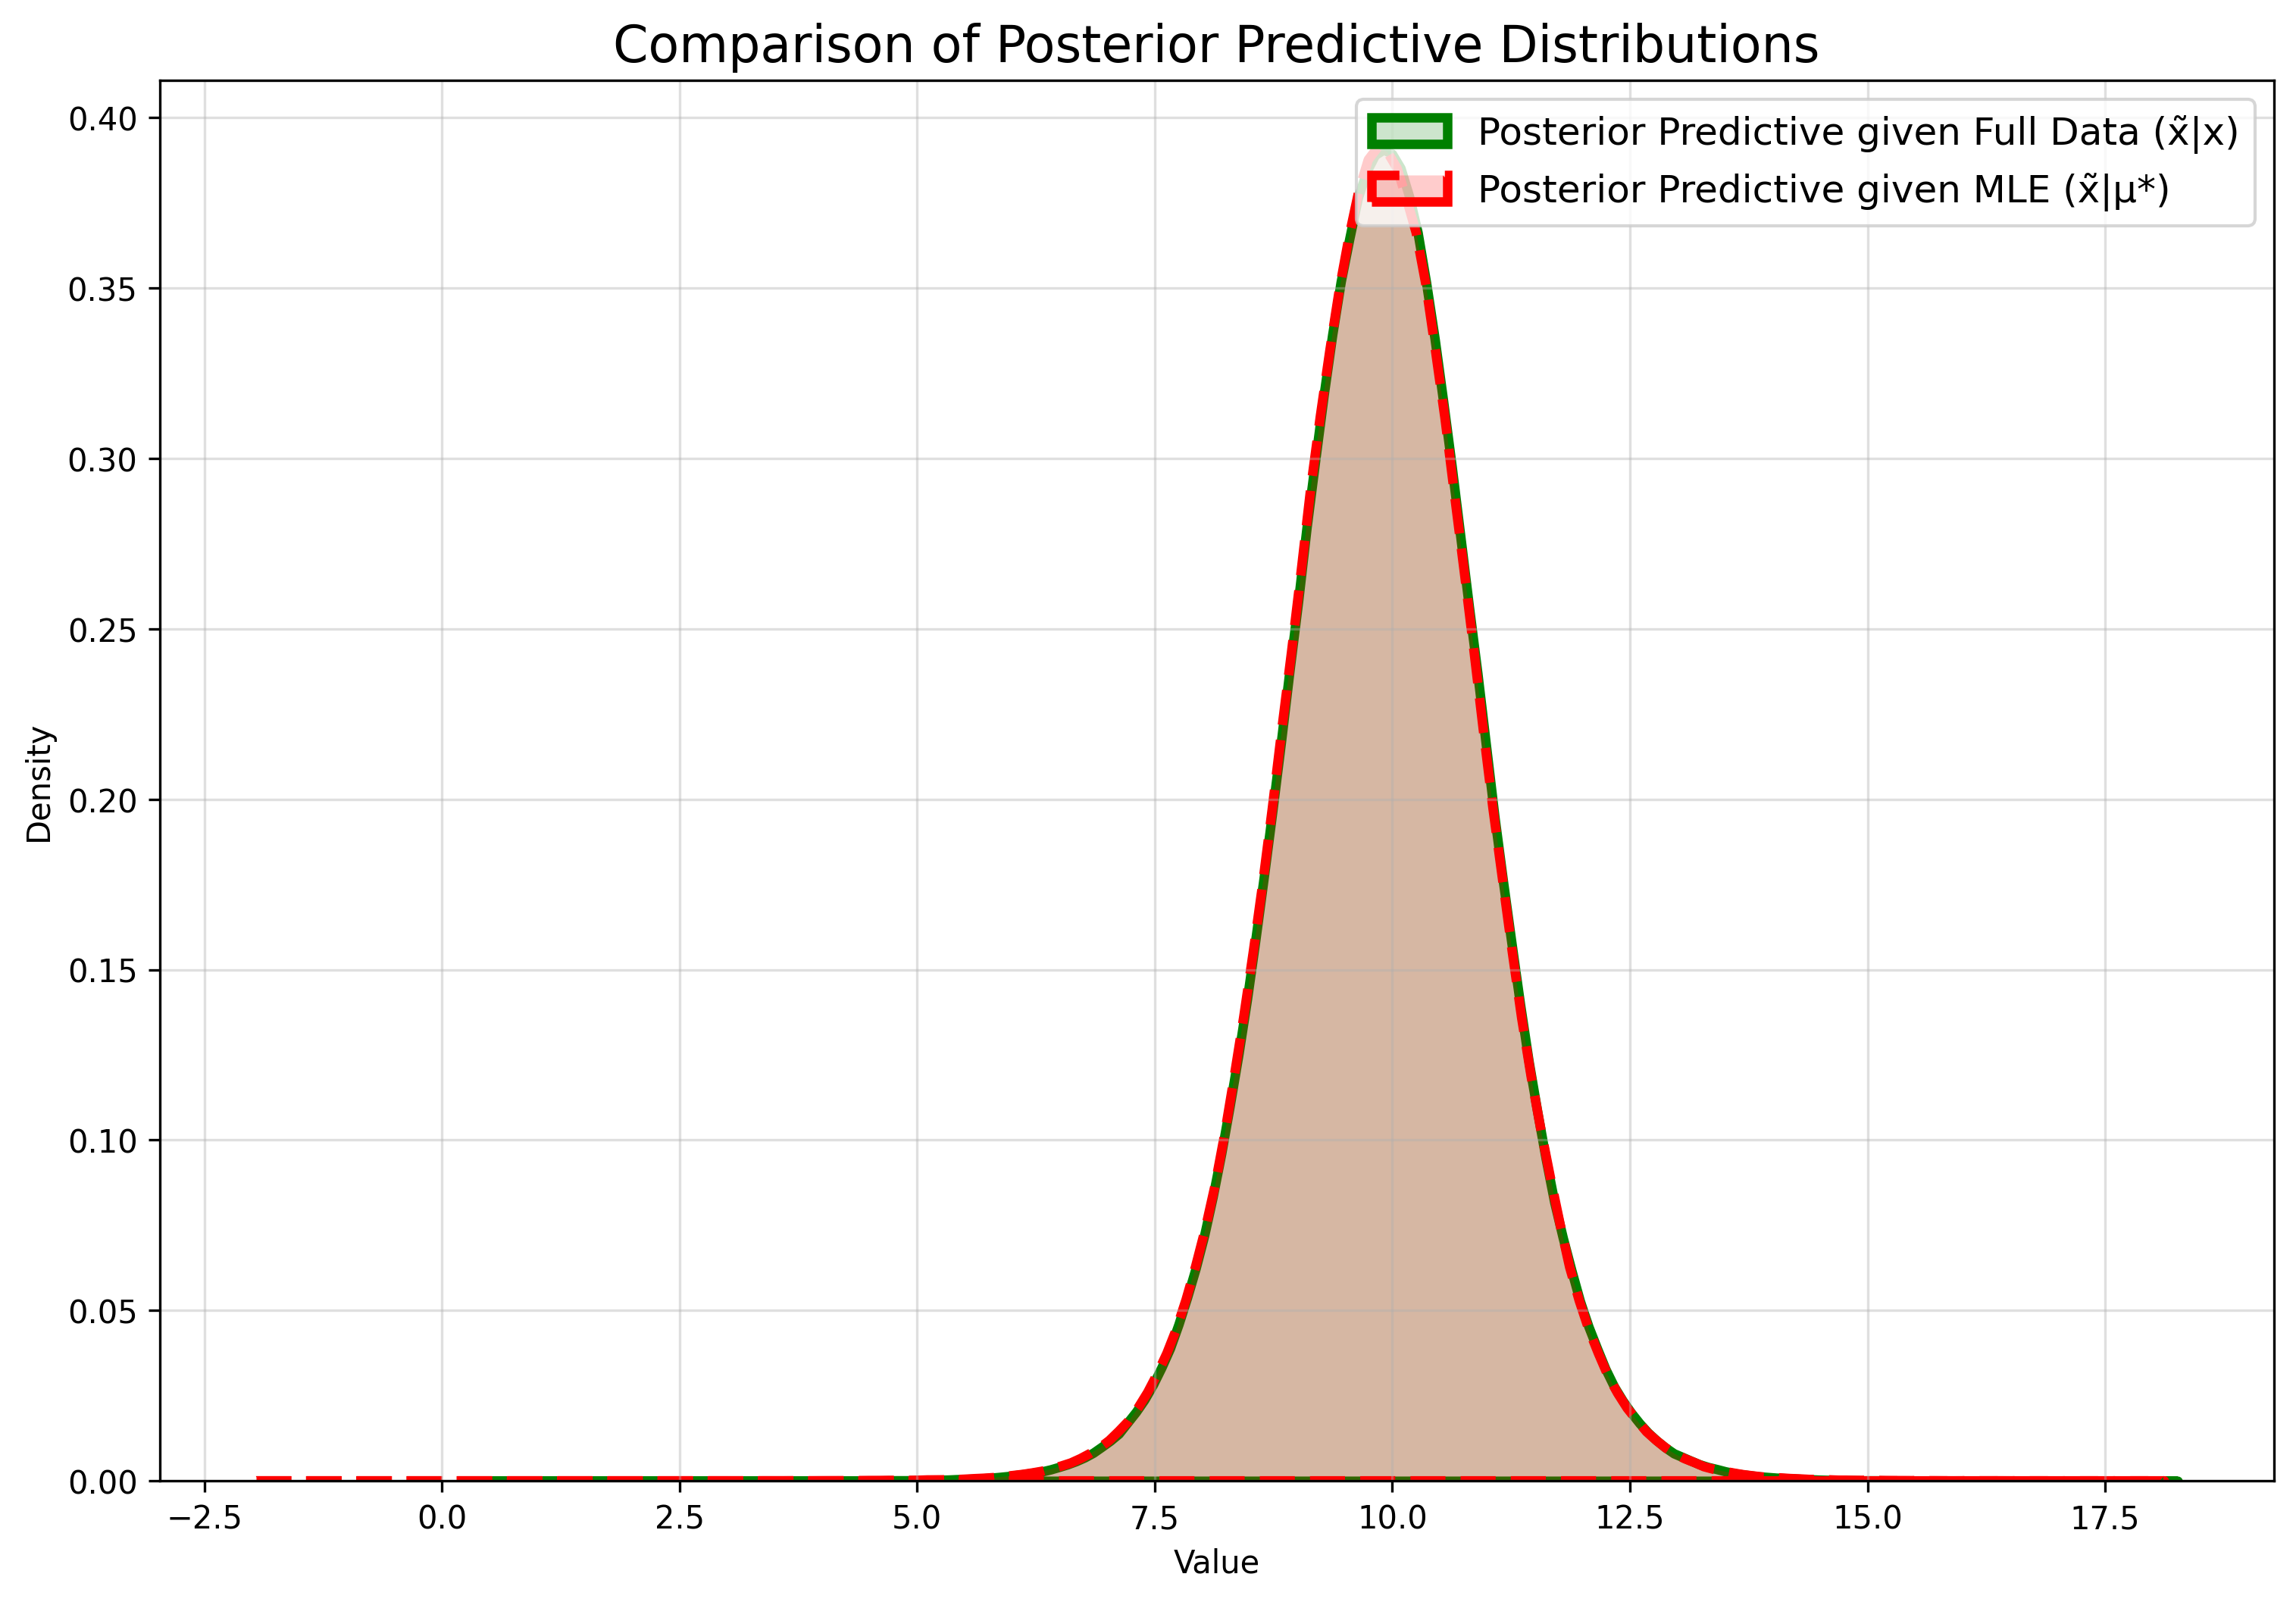 Comparison of Posterior Predictive Distributions
Posterior Predictive given Full Data (x̃|x)
Posterior Predictive given MLE (x̃|μ*)
0.40
0.35
0.30
0.25
0.20
0.15
0.10
0.05
0.00
Density
−2.5 0.0 2.5 5.0 7.5 10.0 12.5 15.0 17.5
Value